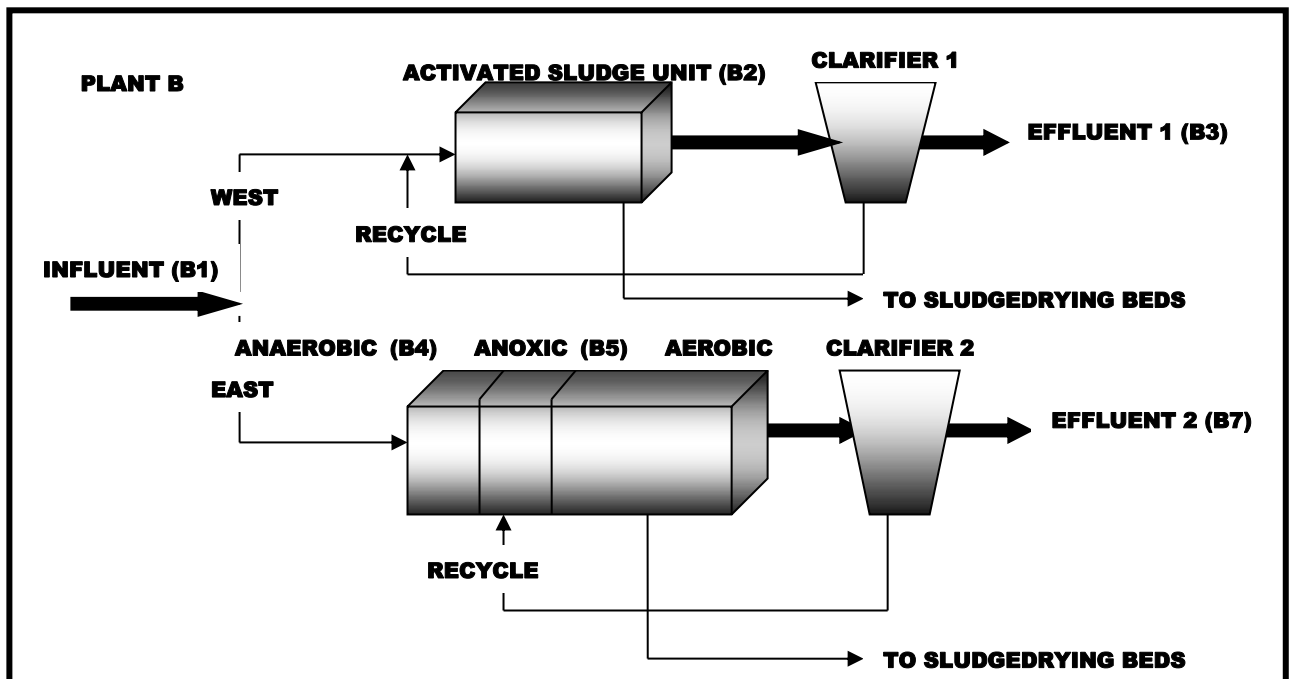 PLANT B
ACTIVATED SLUDGE UNIT (B2)
CLARIFIER 1
EFFLUENT 1 (B3)
WEST
RECYCLE
INFLUENT (B1)
TO SLUDGEDRYING BEDS
ANAEROBIC (B4)
ANOXIC (B5)
AEROBIC
CLARIFIER 2
EAST
EFFLUENT 2 (B7)
RECYCLE
TO SLUDGEDRYING BEDS